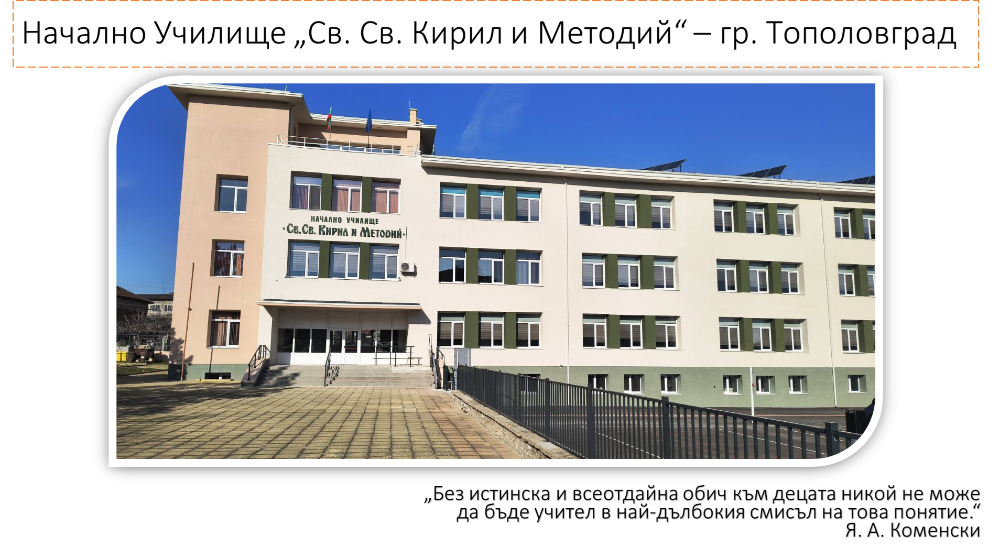 Начално Училище „Св. Св. Кирил и Методий“ – гр. Тополовград
НАЧАЛНО УЧИЛИЩЕ
·Св.Св. Кирил и Методий·
„Без истинска и всеотдайна обич към децата никой не може
да бъде учител в най-дълбокия смисъл на това понятие.“
Я. А. Коменски